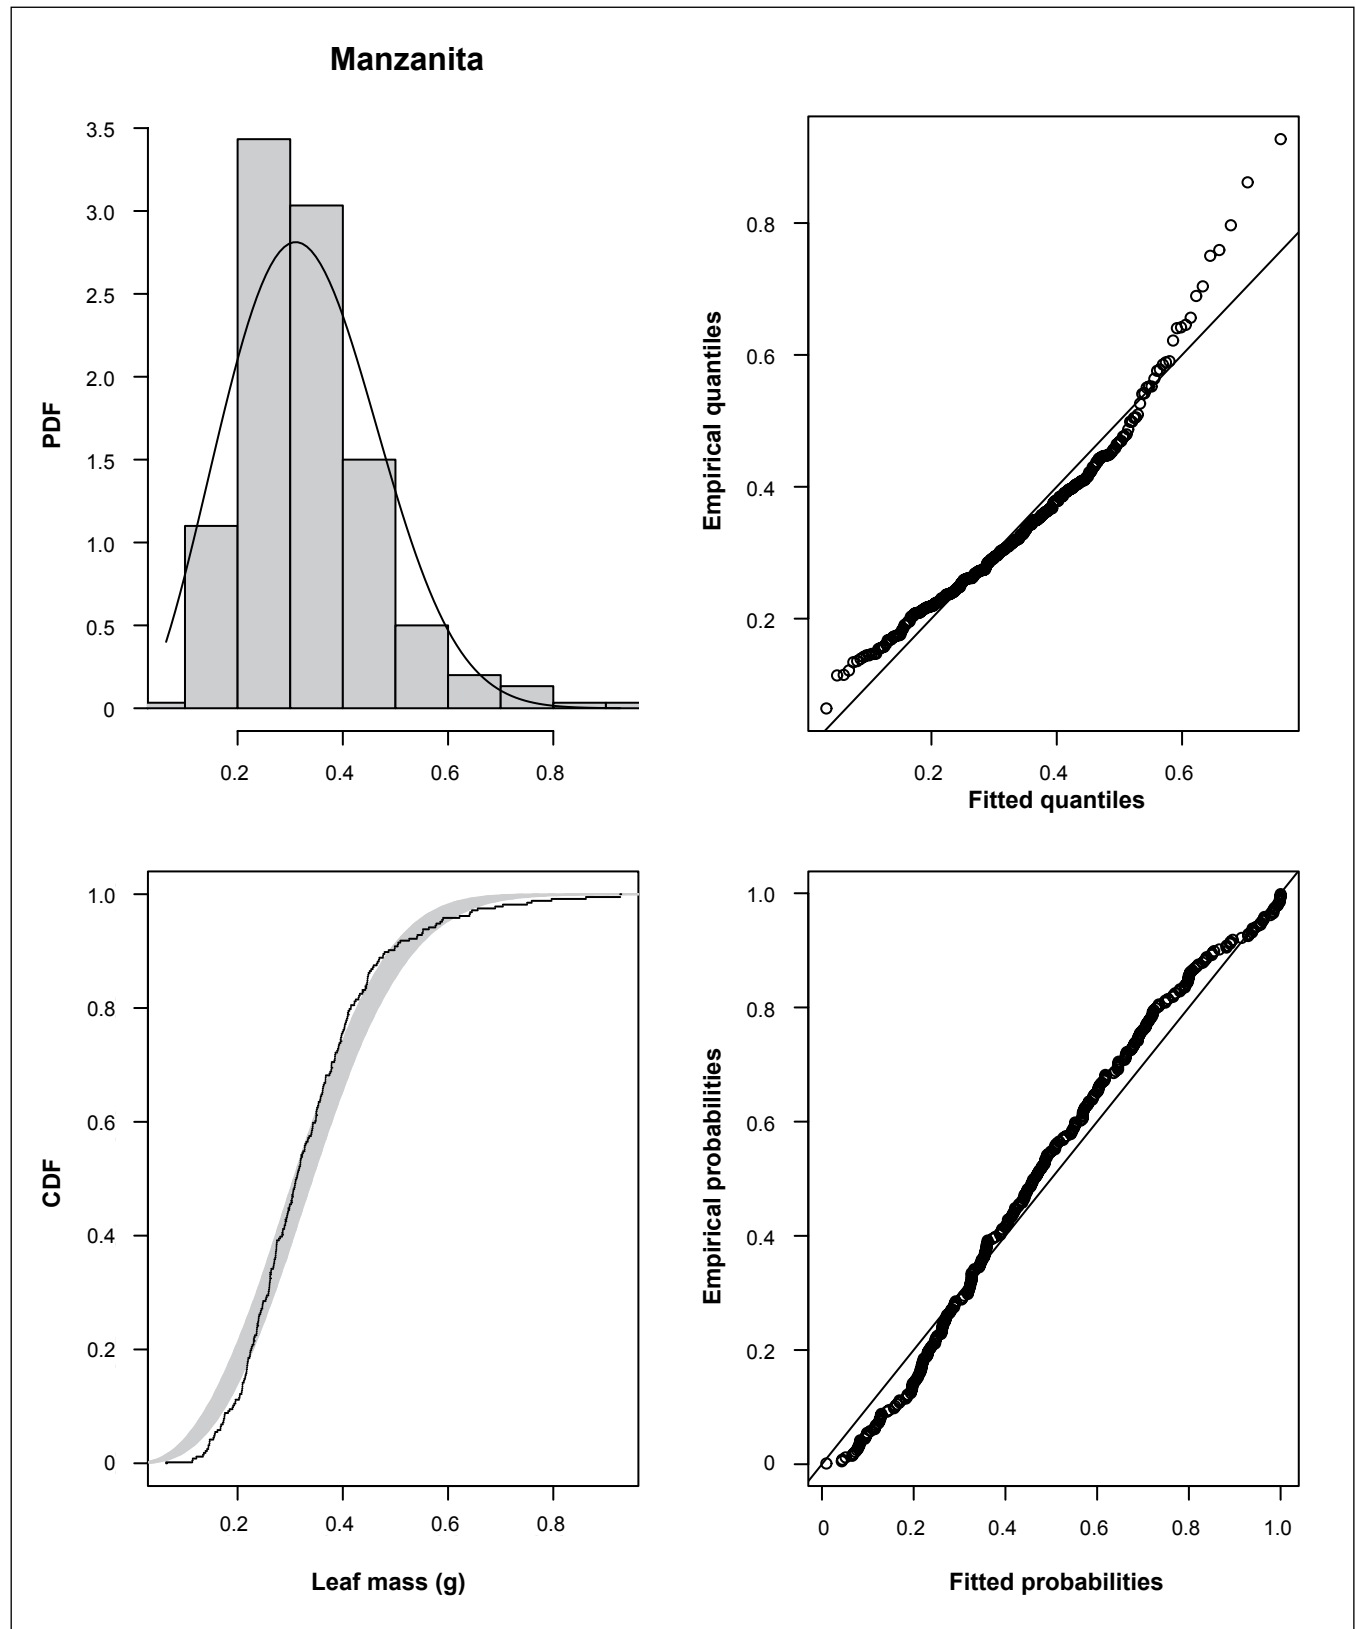 Manzanita
3.5
3.0
2.5
2.0
1.5
1.0
0.5
0
PDF
0.2 0.4 0.6 0.8
0.8
0.6
0.4
0.2
Empirical quantiles
0.2 0.4 0.6
Fitted quantiles
1.0
0.8
0.6
0.4
0.2
0
CDF
0.2 0.4 0.6 0.8
Leaf mass (g)
1.0
0.8
0.6
0.4
0.2
0
Empirical probabilities
0 0.2 0.4 0.6 0.8 1.0
Fitted probabilities